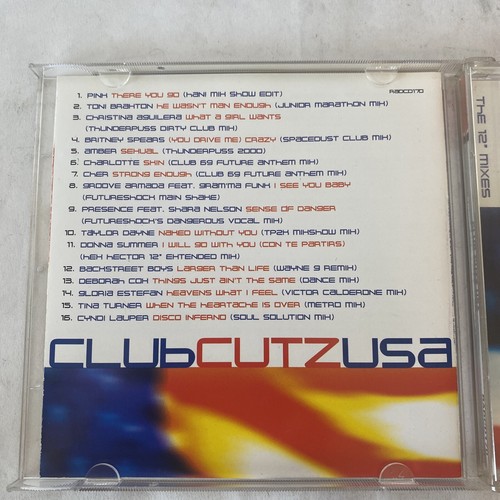 RADCD170
1. PINK THERE YOU GO (HANI MIX SHOW EDIT)
2. TONI BRAXTON HE WASN'T MAN ENOUGH (JUNIOR MARATHON MIX)
3. CHRISTINA AGUILERA WHAT A GIRL WANTS
(THUNDERPUSS DIRTY CLUB MIX)
4. BRITNEY SPEARS (YOU DRIVE ME) CRAZY (SPACEDUST CLUB MIX)
5. AMBER SEXUAL (THUNDERPUSS 2000)
6. CHARLOTTE SKIN (CLUB 69 FUTURE ANTHEM MIX)
7. CHER STRONG ENOUGH (CLUB 69 FUTURE ANTHEM MIX)
8. GROOVE ARMADA FEAT. GRAMMA FUNK I SEE YOU BABY
(FUTURESHOCK MAIN SHAKE)
9. PRESENCE FEAT. SHARA NELSON SENSE OF DANGER
(FUTURESHOCK'S DANGEROUS VOCAL MIX)
10. TAYLOR DAYNE NAKED WITHOUT YOU (TP2K MIXSHOW MIX)
11. DONNA SUMMER I WILL GO WITH YOU (CON TE PARTIRS)
(HEX HECTOR 12" EXTENDED MIX)
12. BACKSTREET BOYS LARGER THAN LIFE (WAYNE G REMIX)
13. DEBORAH COX THINGS JUST AIN'T THE SAME (DANCE MIX)
14. GLORIA ESTEFAN HEAVENS WHAT I FEEL (VICTOR CALDERONE MIX)
15. TINA TURNER WHEN THE HEARTACHE IS OVER (METRO MIX)
16. CYNDI LAUPER DISCO INFERNO (SOUL SOLUTION MIX)
CLUBCUTZUSA
THE 12" MIXES